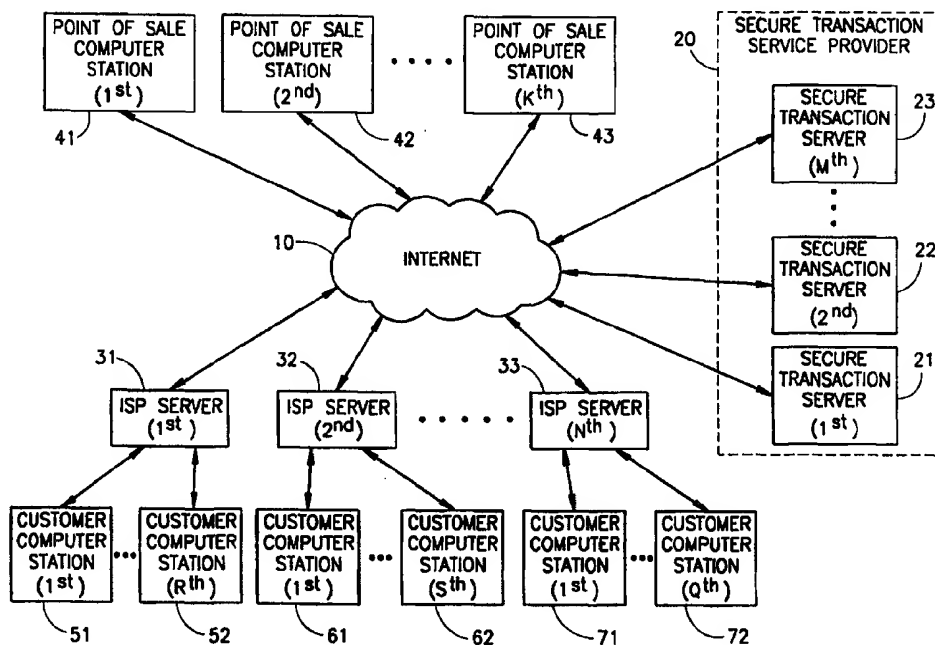 POINT OF SALE
COMPUTER
STATION
(1st)
41
POINT OF SALE
COMPUTER
STATION
(2nd)
42
POINT OF SALE
COMPUTER
STATION
(Kth)
43
20
SECURE TRANSACTION
SERVICE PROVIDER
SECURE
TRANSACTION
SERVER
(Mth)
23
SECURE
TRANSACTION
SERVER
(2nd)
22
SECURE
TRANSACTION
SERVER
(1st)
21
10
INTERNET
31
ISP SERVER
(1st)
32
ISP SERVER
(2nd)
33
ISP SERVER
(Nth)
CUSTOMER
COMPUTER
STATION
(1st)
51
CUSTOMER
COMPUTER
STATION
(Rth)
52
CUSTOMER
COMPUTER
STATION
(1st)
61
CUSTOMER
COMPUTER
STATION
(Sth)
62
CUSTOMER
COMPUTER
STATION
(1st)
71
CUSTOMER
COMPUTER
STATION
(Qth)
72